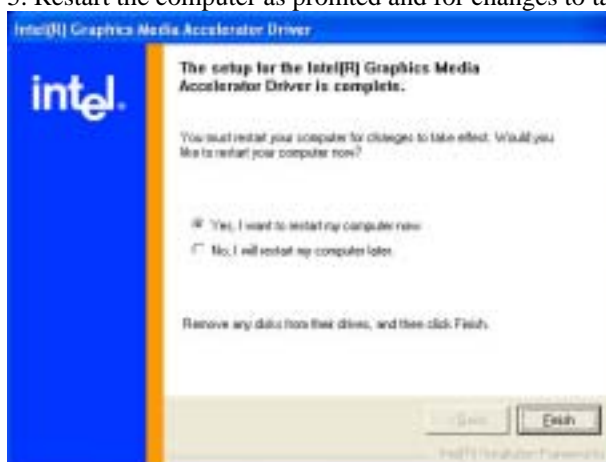 5. Restart the computer as promted and for changes to ta
Intel(R) Graphics Media Accelerator Driver
intel.
The setup for the Intel(R) Graphics Media
Accelerator Driver is complete.
You must restart your computer for changes to take effect. Would you
like to restart your computer now?
Yes, I want to restart my computer now.
No, I will restart my computer later.
Remove any disks from their drives, and then click Finish.
Back
Finish